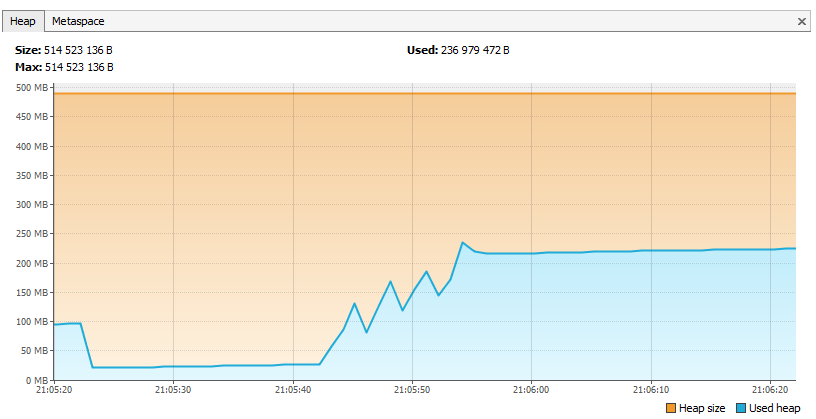 Heap Metaspace
Size: 514 523 136 B Used: 236 979 472 B
Max: 514 523 136 B
500 MB
450 MB
400 MB
350 MB
300 MB
250 MB
200 MB
150 MB
100 MB
50 MB
0 MB
21:05:20 21:05:30 21:05:40 21:05:50 21:06:00 21:06:10 21:06:20
Heap size Used heap